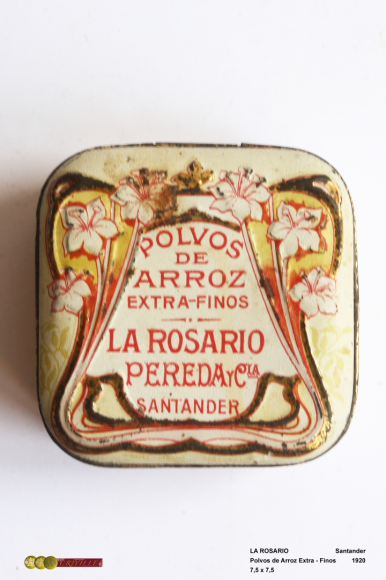 POLVOS
DE
ARROZ
EXTRA-FINOS
LA ROSARIO
PEREDA Y Cᴵᴬ
SANTANDER
LA ROSARIO Santander
Polvos de Arroz Extra - Finos 1920
7,5 x 7,5